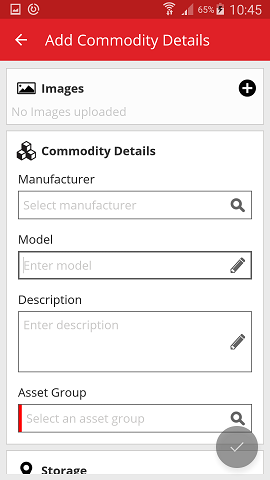 65% 10:45
Add Commodity Details
Images
No Images uploaded
Commodity Details
Manufacturer
Select manufacturer
Model
Enter model
Description
Enter description
Asset Group
Select an asset group
Storage